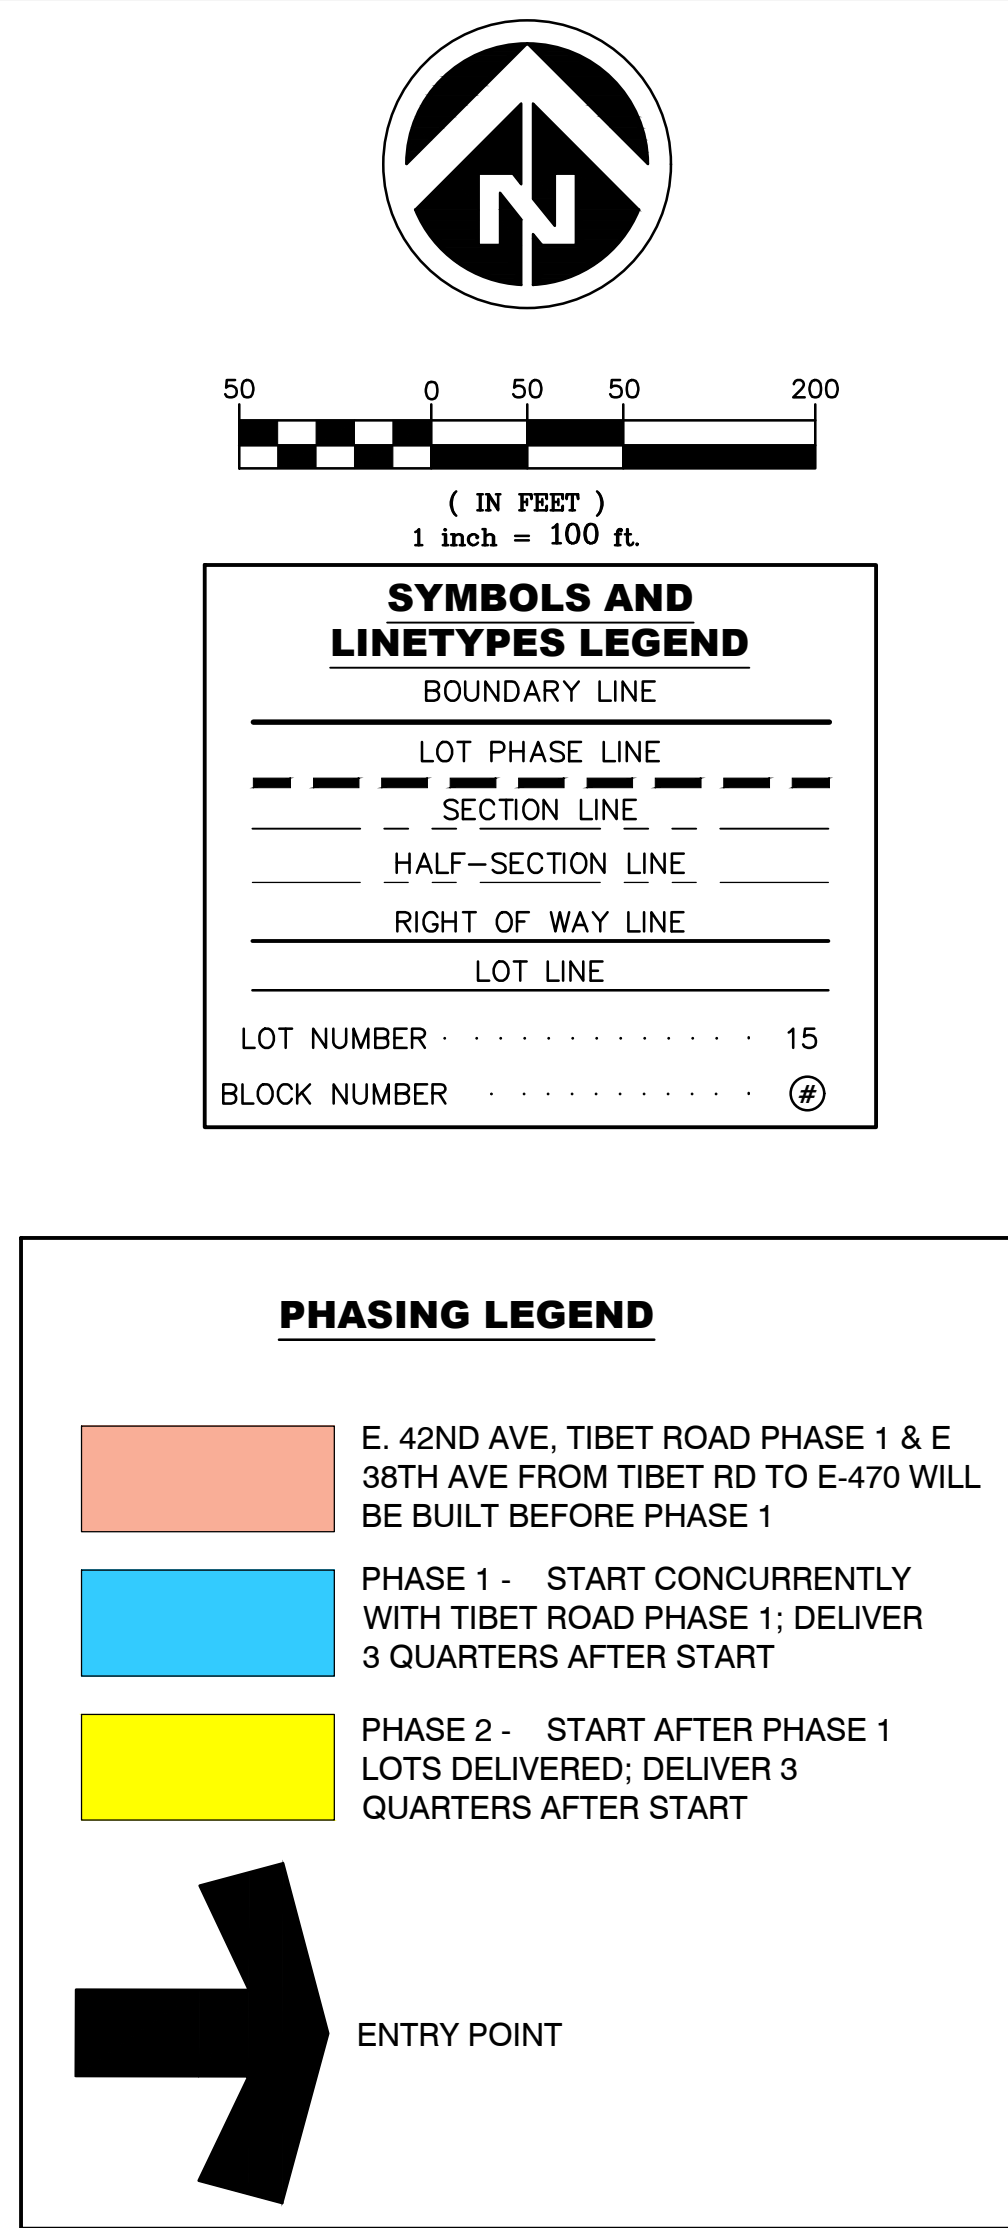 N
50 0 50 50 200
( IN FEET )
1 inch = 100 ft.
SYMBOLS AND
LINETYPES LEGEND
BOUNDARY LINE
LOT PHASE LINE
SECTION LINE
HALF-SECTION LINE
RIGHT OF WAY LINE
LOT LINE
LOT NUMBER · · · · · · · · · · · · 15
BLOCK NUMBER · · · · · · · · · · #
PHASING LEGEND
E. 42ND AVE, TIBET ROAD PHASE 1 & E
38TH AVE FROM TIBET RD TO E-470 WILL
BE BUILT BEFORE PHASE 1
PHASE 1 - START CONCURRENTLY
WITH TIBET ROAD PHASE 1; DELIVER
3 QUARTERS AFTER START
PHASE 2 - START AFTER PHASE 1
LOTS DELIVERED; DELIVER 3
QUARTERS AFTER START
ENTRY POINT